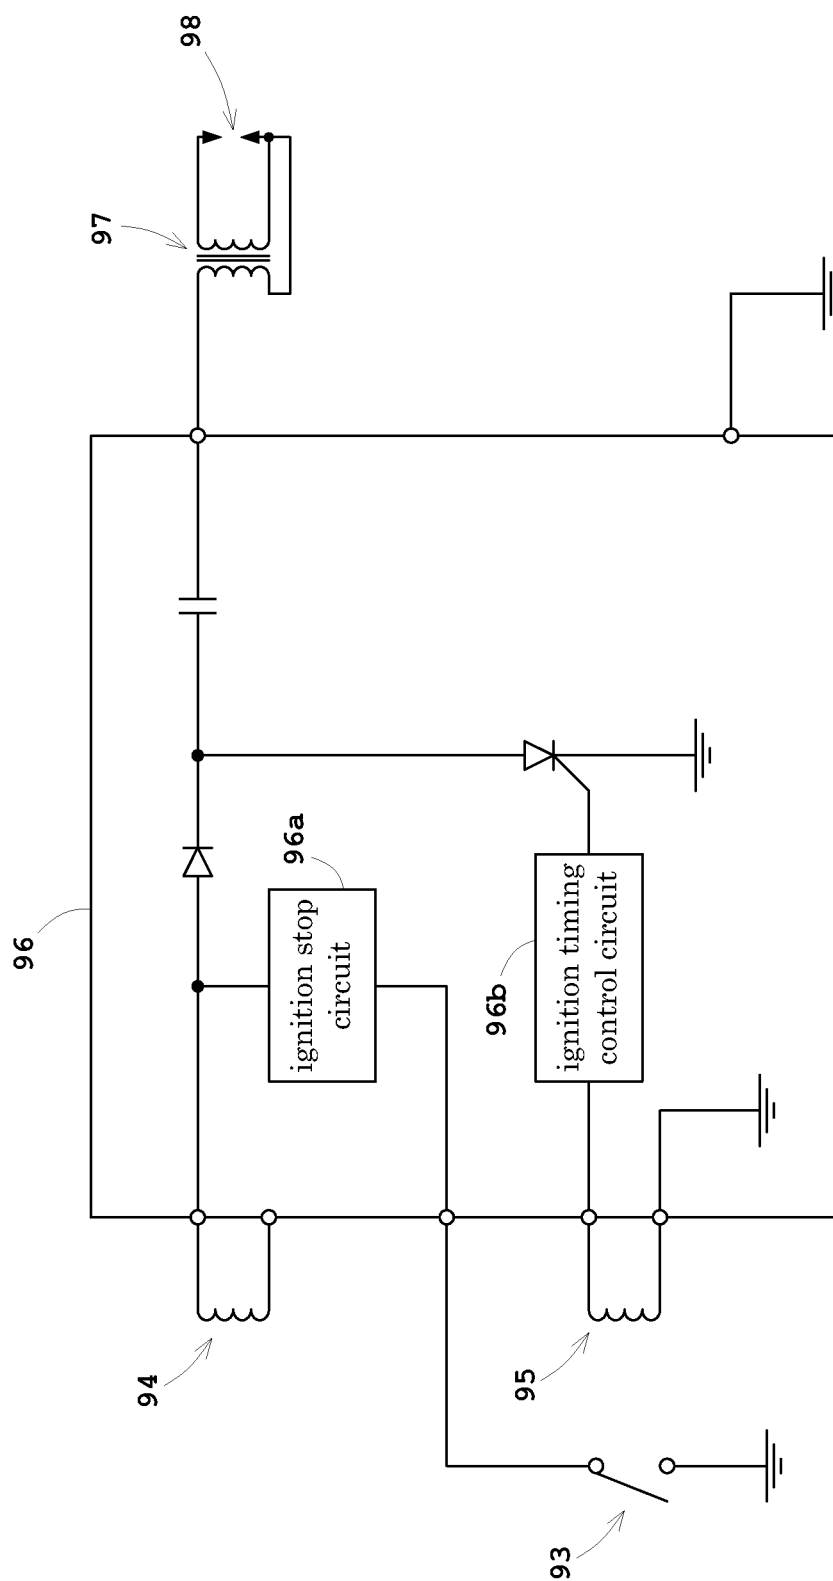 98
97
96
96a
ignition stop
circuit
96b
ignition timing
control circuit
94
95
93